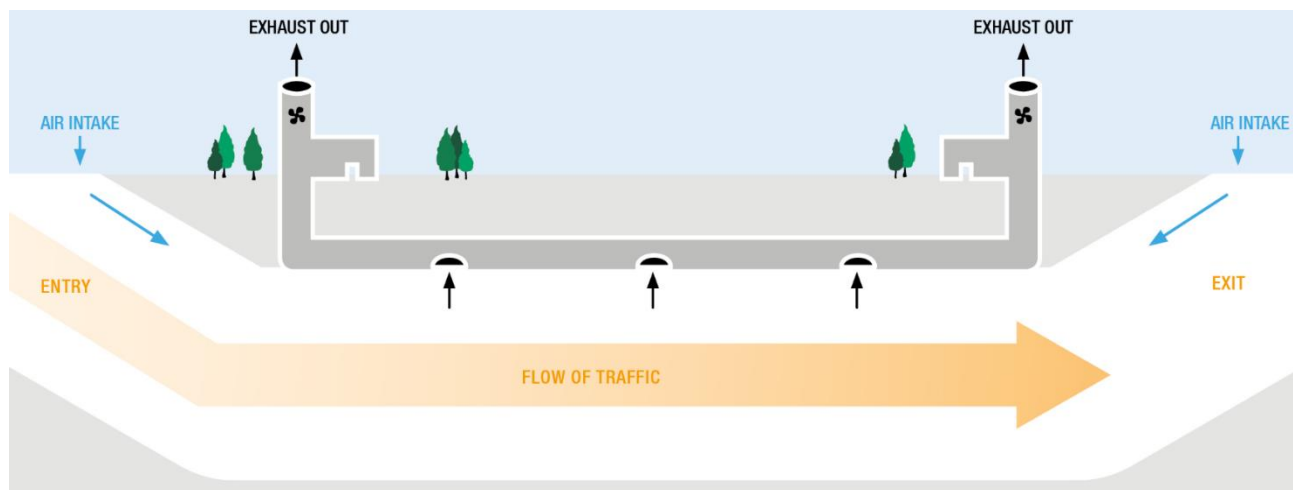 EXHAUST OUT
EXHAUST OUT
AIR INTAKE
AIR INTAKE
ENTRY
EXIT
FLOW OF TRAFFIC